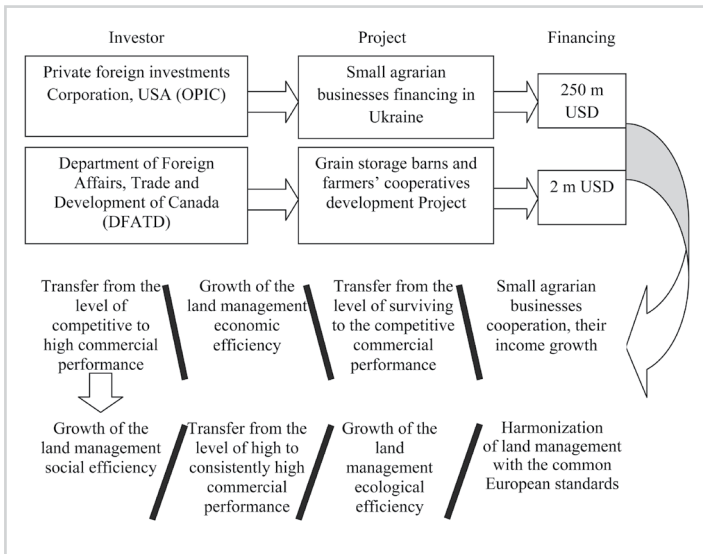 Investor
Project
Financing
Private foreign investments
Corporation, USA (OPIC)
Small agrarian
businesses financing in
Ukraine
250 m
USD
Department of Foreign
Affairs, Trade and
Development of Canada
(DFATD)
Grain storage barns and
farmers' cooperatives
development Project
2 m USD
Transfer from the
level of
competitive to
high commercial
performance
Growth of the
land management
economic
efficiency
Transfer from the
level of surviving
to the competitive
commercial
performance
Small agrarian
businesses
cooperation, their
income growth
Growth of the
land management
social efficiency
Transfer from the
level of high to
consistently high
commercial
performance
Growth of the
land
management
ecological
efficiency
Harmonization
of land management
with the common
European standards